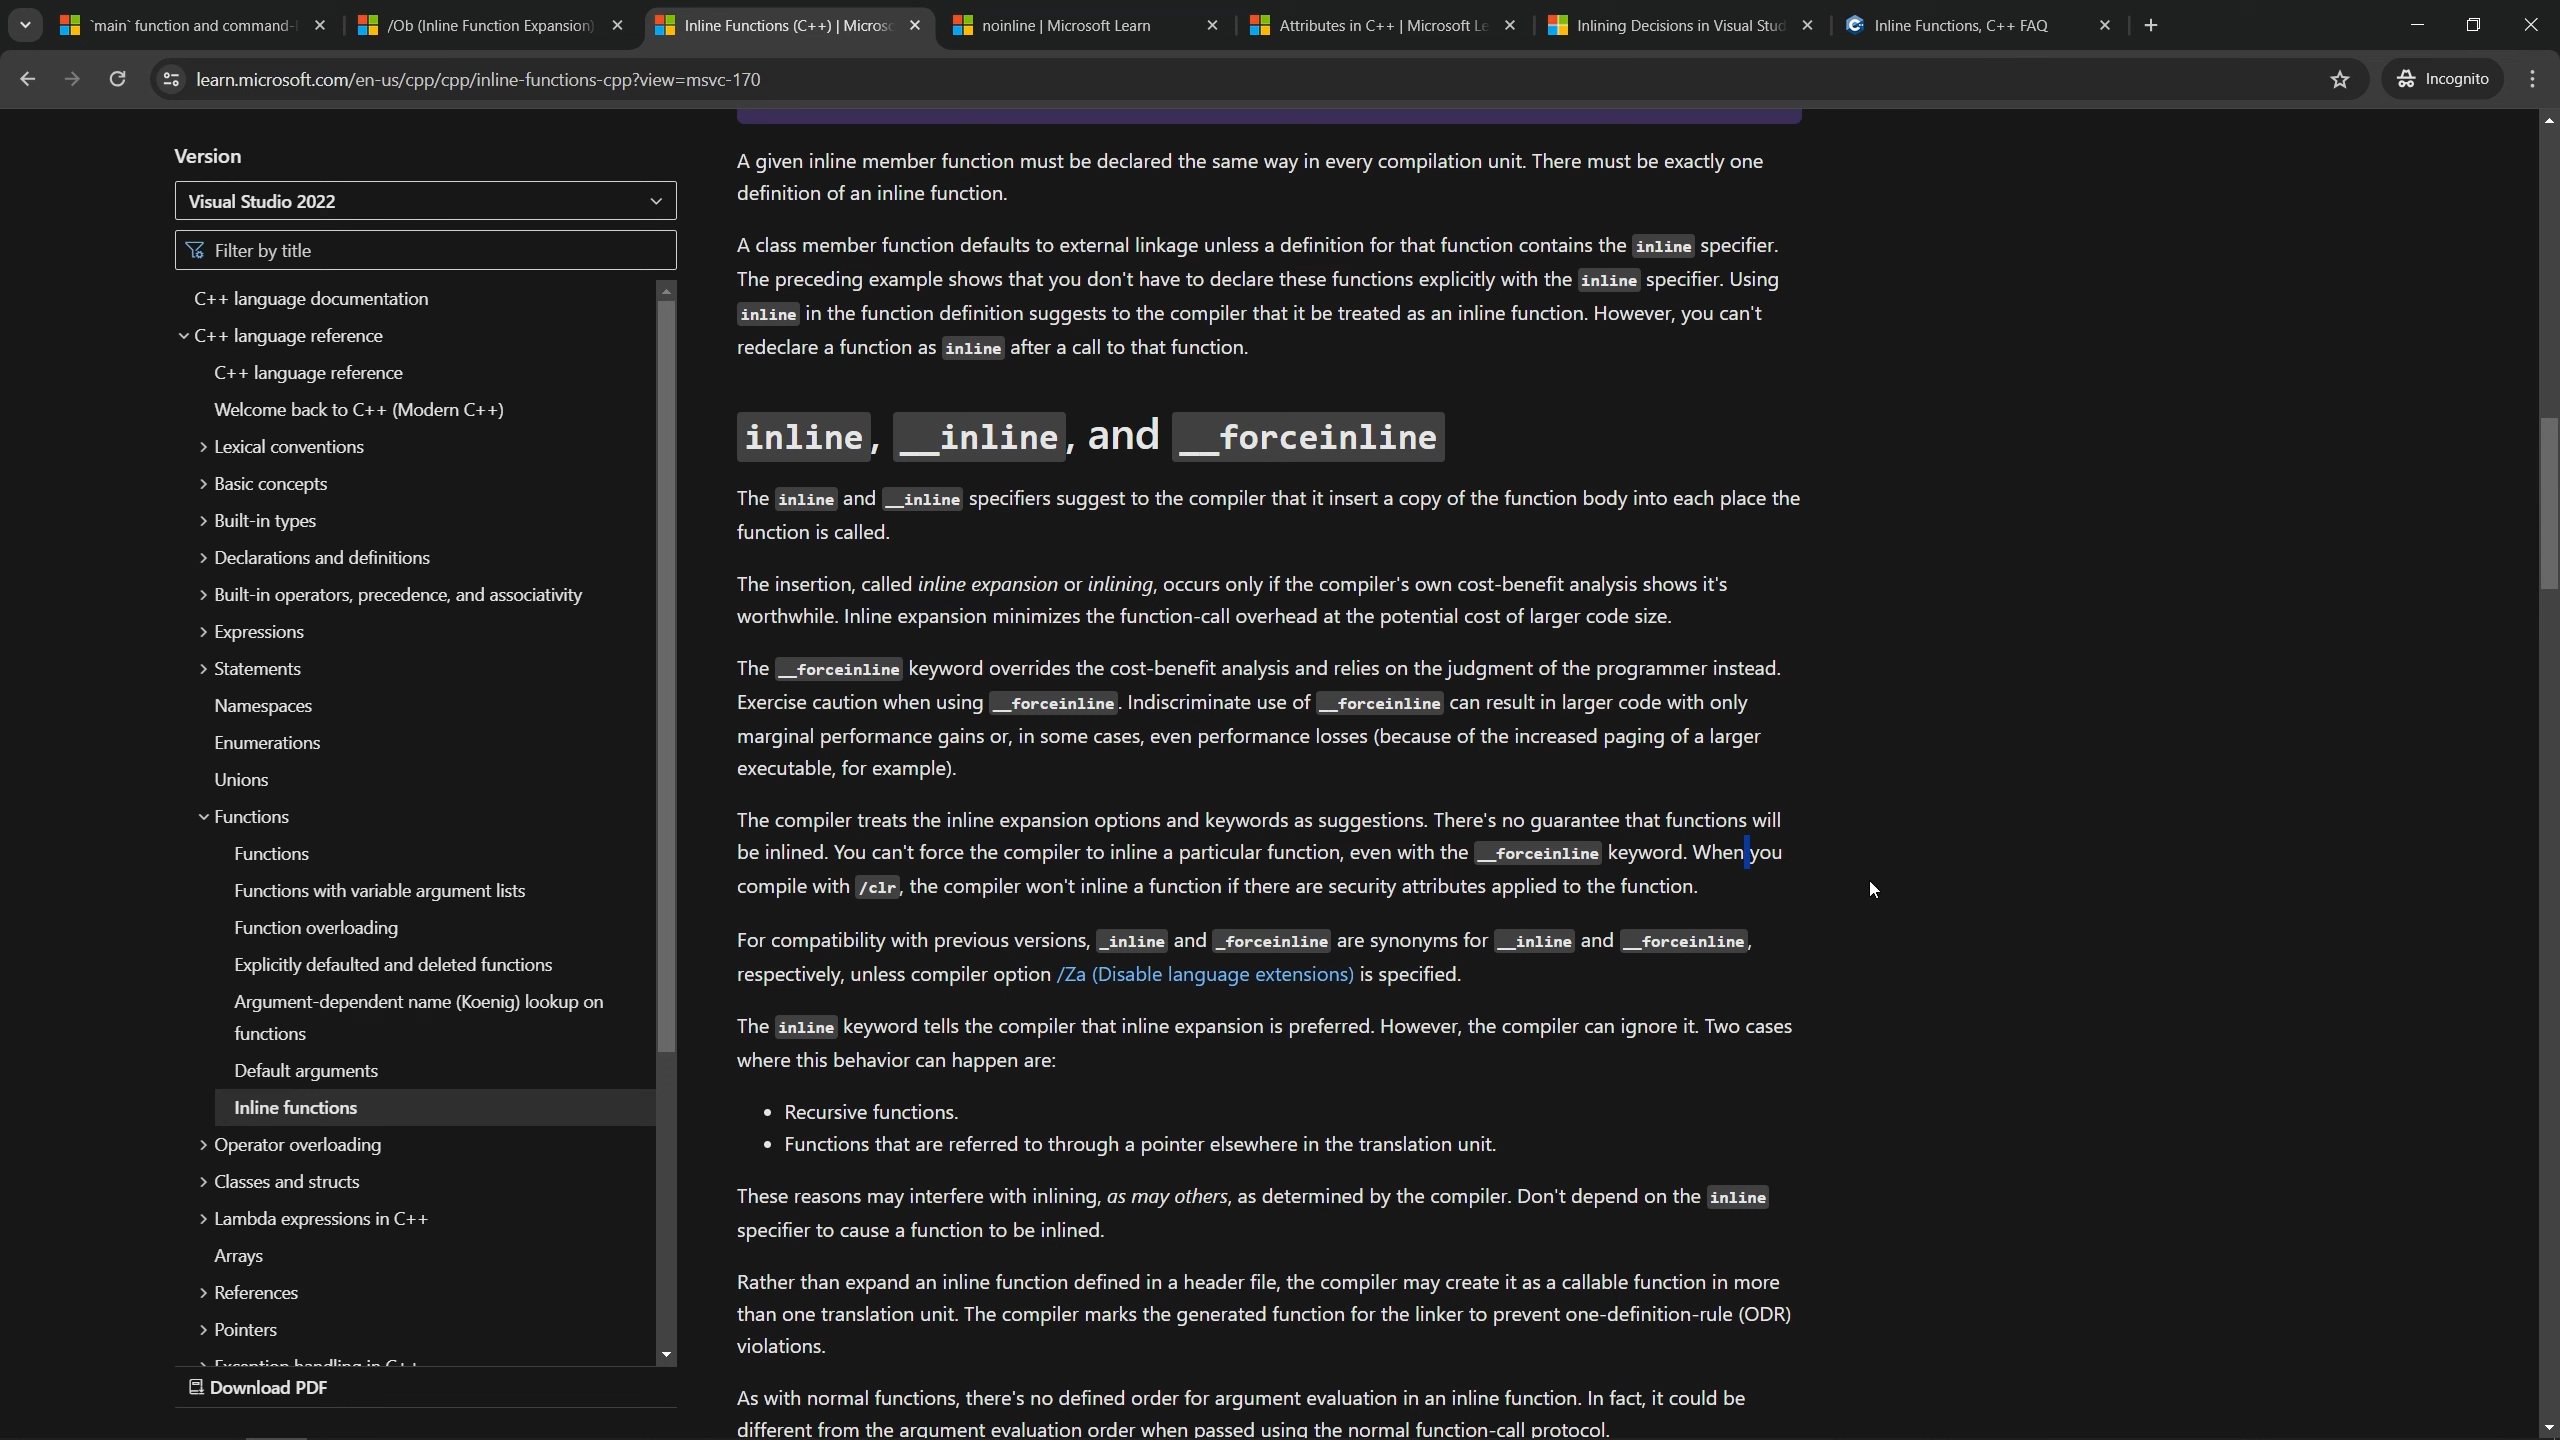 `main` function and command-l
/Ob (Inline Function Expansion)
Inline Functions (C++) | Micros
noinline | Microsoft Learn
Attributes in C++ | Microsoft Le
Inlining Decisions in Visual Stud
Inline Functions, C++ FAQ
learn.microsoft.com/en-us/cpp/cpp/inline-functions-cpp?view=msvc-170
Incognito
Version
Visual Studio 2022
Filter by title
C++ language documentation
C++ language reference
C++ language reference
Welcome back to C++ (Modern C++)
Lexical conventions
Basic concepts
Built-in types
Declarations and definitions
Built-in operators, precedence, and associativity
Expressions
Statements
Namespaces
Enumerations
Unions
Functions
Functions
Functions with variable argument lists
Function overloading
Explicitly defaulted and deleted functions
Argument-dependent name (Koenig) lookup on
functions
Default arguments
Inline functions
Operator overloading
Classes and structs
Lambda expressions in C++
Arrays
References
Pointers
Exception handling in C++
Download PDF
A given inline member function must be declared the same way in every compilation unit. There must be exactly one
definition of an inline function.
A class member function defaults to external linkage unless a definition for that function contains the inline specifier.
The preceding example shows that you don't have to declare these functions explicitly with the inline specifier. Using
inline in the function definition suggests to the compiler that it be treated as an inline function. However, you can't
redeclare a function as inline after a call to that function.
inline, __inline, and __forceinline
The inline and __inline specifiers suggest to the compiler that it insert a copy of the function body into each place the
function is called.
The insertion, called inline expansion or inlining, occurs only if the compiler's own cost-benefit analysis shows it's
worthwhile. Inline expansion minimizes the function-call overhead at the potential cost of larger code size.
The __forceinline keyword overrides the cost-benefit analysis and relies on the judgment of the programmer instead.
Exercise caution when using __forceinline. Indiscriminate use of __forceinline can result in larger code with only
marginal performance gains or, in some cases, even performance losses (because of the increased paging of a larger
executable, for example).
The compiler treats the inline expansion options and keywords as suggestions. There's no guarantee that functions will
be inlined. You can't force the compiler to inline a particular function, even with the __forceinline keyword. When you
compile with /clr, the compiler won't inline a function if there are security attributes applied to the function.
For compatibility with previous versions, _inline and _forceinline are synonyms for __inline and __forceinline,
respectively, unless compiler option /Za (Disable language extensions) is specified.
The inline keyword tells the compiler that inline expansion is preferred. However, the compiler can ignore it. Two cases
where this behavior can happen are:
• Recursive functions.
• Functions that are referred to through a pointer elsewhere in the translation unit.
These reasons may interfere with inlining, as may others, as determined by the compiler. Don't depend on the inline
specifier to cause a function to be inlined.
Rather than expand an inline function defined in a header file, the compiler may create it as a callable function in more
than one translation unit. The compiler marks the generated function for the linker to prevent one-definition-rule (ODR)
violations.
As with normal functions, there's no defined order for argument evaluation in an inline function. In fact, it could be
different from the argument evaluation order when passed using the normal function-call protocol.